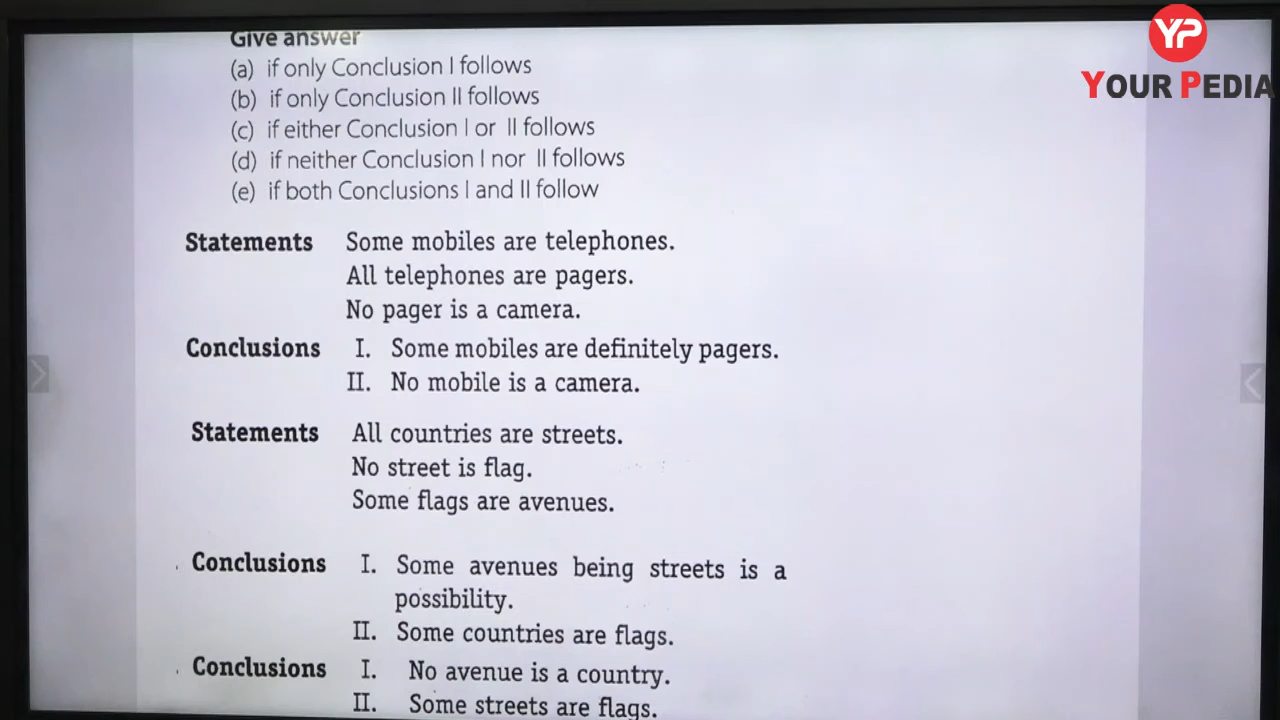 YP
YOUR PEDIA
Give answer
(a) if only Conclusion I follows
(b) if only Conclusion II follows
(c) if either Conclusion I or II follows
(d) if neither Conclusion I nor II follows
(e) if both Conclusions I and II follow
Statements Some mobiles are telephones.
All telephones are pagers.
No pager is a camera.
Conclusions I. Some mobiles are definitely pagers.
II. No mobile is a camera.
Statements All countries are streets.
No street is flag.
Some flags are avenues.
Conclusions I. Some avenues being streets is a
possibility.
II. Some countries are flags.
Conclusions I. No avenue is a country.
II. Some streets are flags.